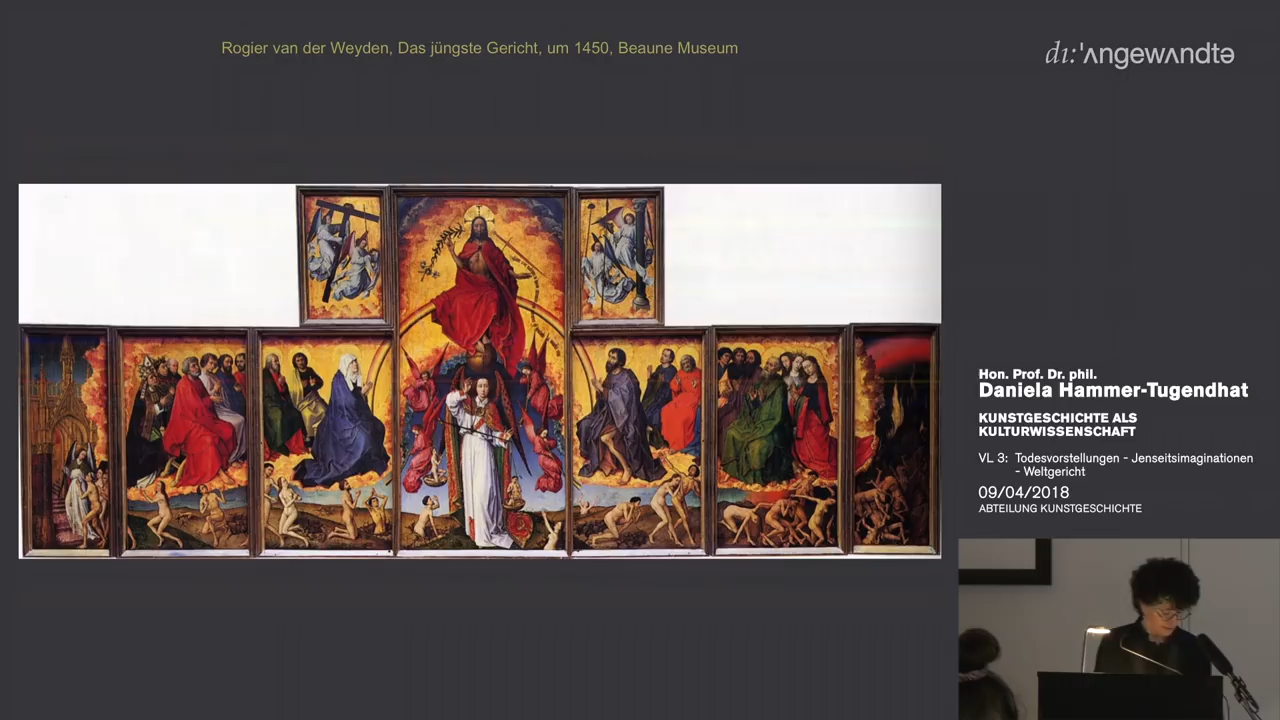 Rogier van der Weyden, Das jüngste Gericht, um 1450, Beaune Museum
dı:'ʌngewʌndtə
Hon. Prof. Dr. phil.
Daniela Hammer-Tugendhat
KUNSTGESCHICHTE ALS
KULTURWISSENSCHAFT
VL 3: Todesvorstellungen - Jenseitsimaginationen
- Weltgericht
09/04/2018
ABTEILUNG KUNSTGESCHICHTE